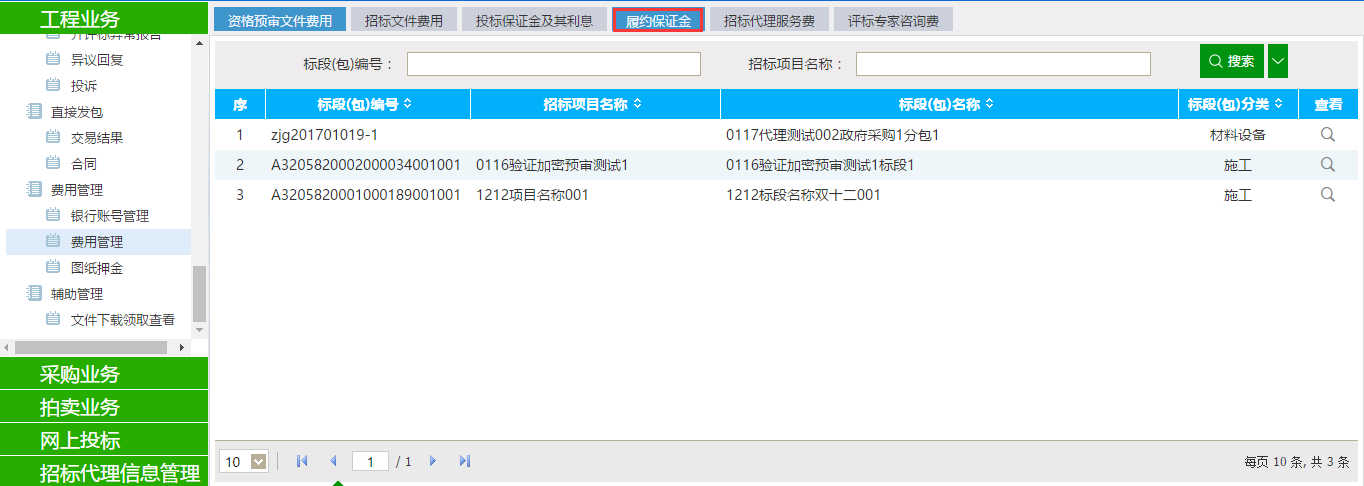 工程业务
开评标异常报告
异议回复
投诉
直接发包
交易结果
合同
费用管理
银行账号管理
费用管理
图纸押金
辅助管理
文件下载领取查看
采购业务
拍卖业务
网上投标
招标代理信息管理
资格预审文件费用 招标文件费用 投标保证金及其利息 履约保证金 招标代理服务费 评标专家咨询费
标段(包)编号： 招标项目名称： 搜索
序 标段(包)编号 招标项目名称 标段(包)名称 标段(包)分类 查看
1 zjg201701019-1 0117代理测试002政府采购1分包1 材料设备
2 A3205820002000034001001 0116验证加密预审测试1 0116验证加密预审测试1标段1 施工
3 A3205820001000189001001 1212项目名称001 1212标段名称双十二001 施工
10 1 / 1 每页 10 条, 共 3 条